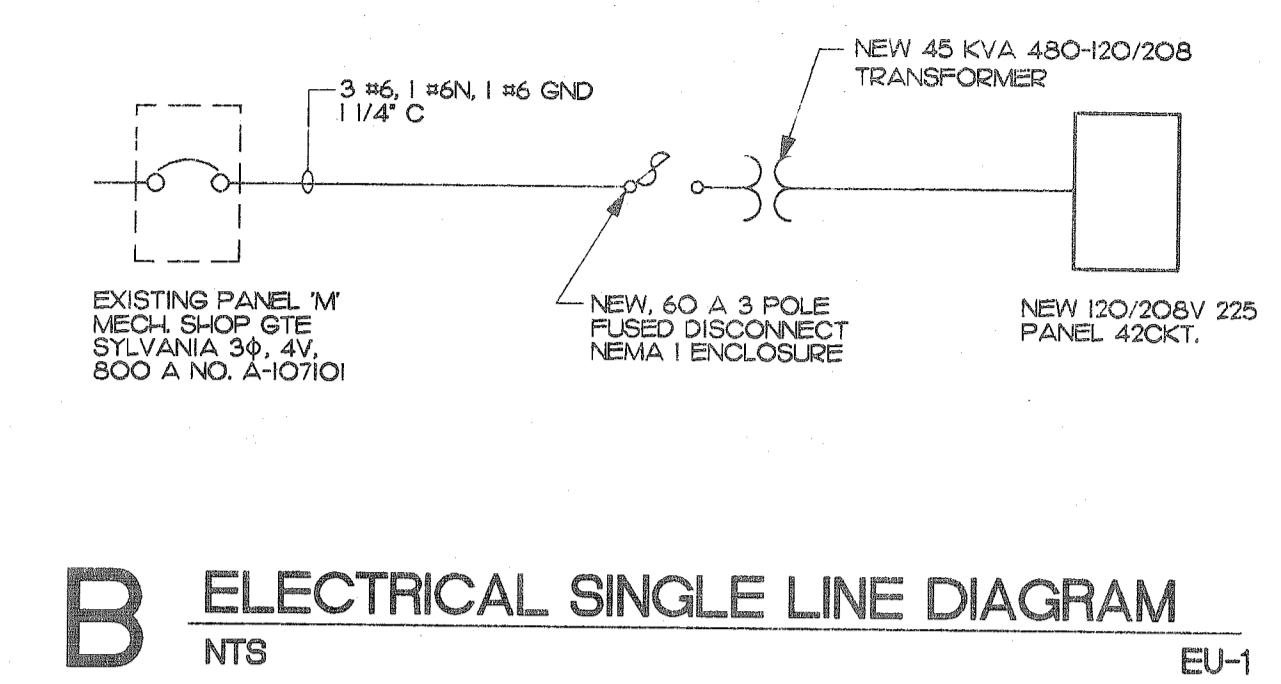 NEW 45 KVA 480-120/208
TRANSFORMER
3 #6, 1 #6N, 1 #6 GND
1 1/4" C
EXISTING PANEL 'M'
MECH. SHOP GTE
SYLVANIA 3ϕ, 4V,
800 A NO. A-107101
NEW, 60 A 3 POLE
FUSED DISCONNECT
NEMA 1 ENCLOSURE
NEW 120/208V 225
PANEL 42CKT.
B ELECTRICAL SINGLE LINE DIAGRAM
NTS
EU-1